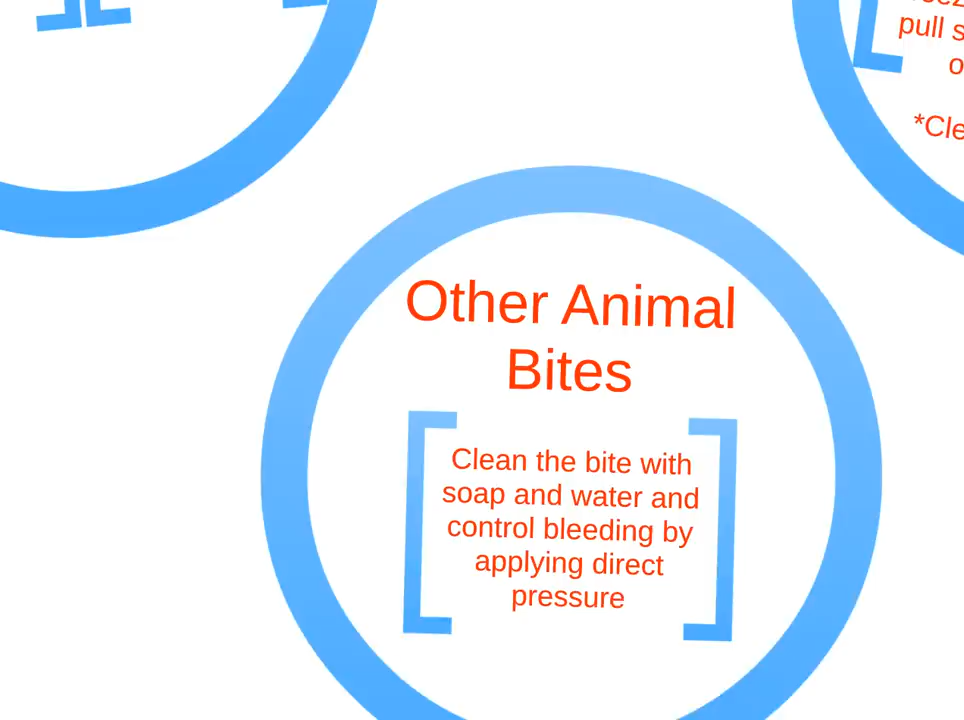 pull
*Cle
Other Animal
Bites
Clean the bite with
soap and water and
control bleeding by
applying direct
pressure